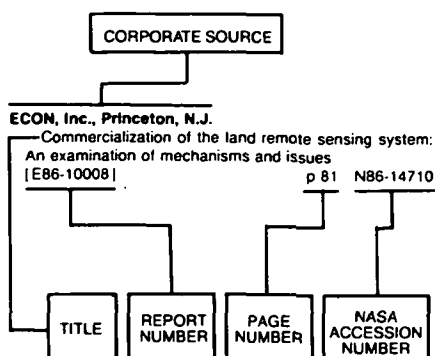 CORPORATE SOURCE
ECON, Inc., Princeton, N.J.
Commercialization of the land remote sensing system:
An examination of mechanisms and issues
[E86-10008] p 81 N86-14710
TITLE
REPORT
NUMBER
PAGE
NUMBER
NASA
ACCESSION
NUMBER